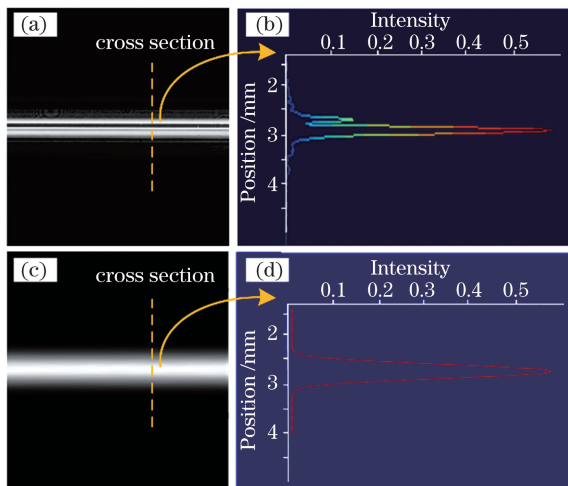 (a)
cross section
(b)
Intensity
0.1 0.2 0.3 0.4 0.5
Position /mm
2
3
4
(c)
cross section
(d)
Intensity
0.1 0.2 0.3 0.4 0.5
Position /mm
2
3
4